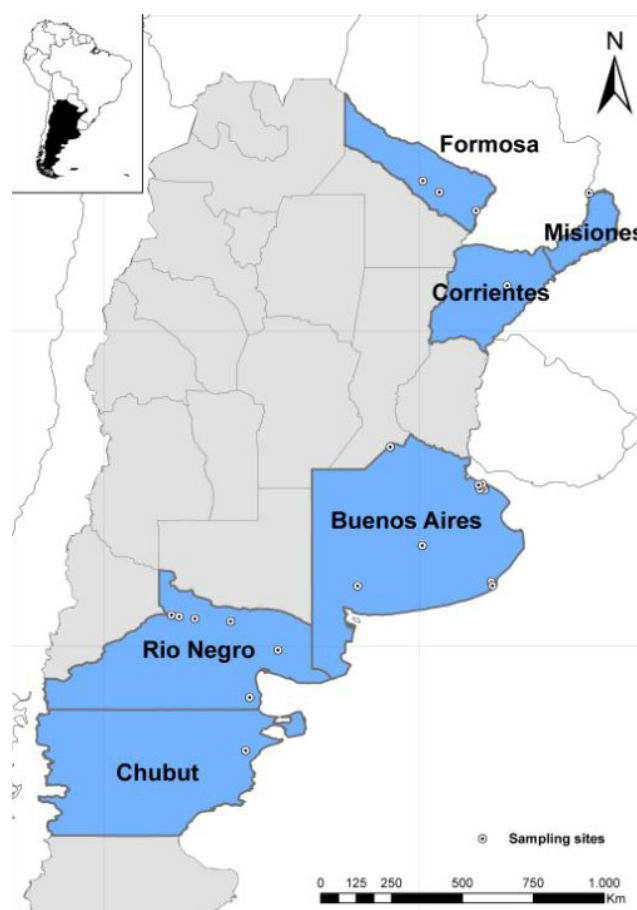 N
Formosa
Misiones
Corrientes
Buenos Aires
Rio Negro
Chubut
Sampling sites
0 125 250 500 750 1.000
Km